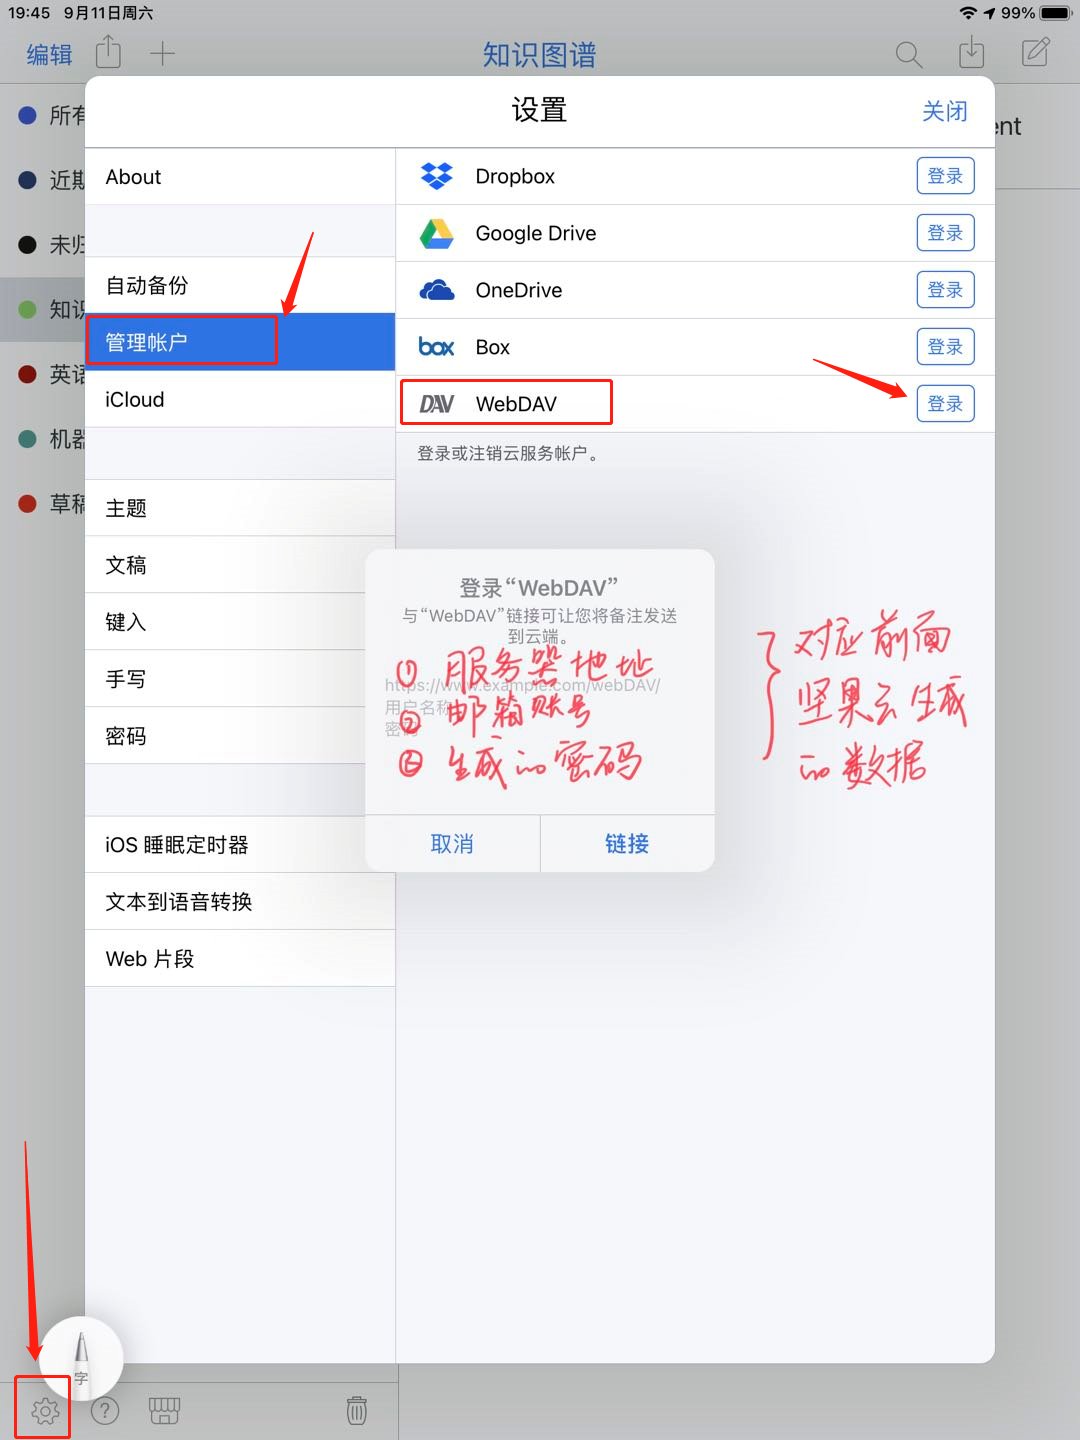 19:45 9月11日周六 99%
编辑 知识图谱
设置 关闭
ent
所有
近期
未归
知识
英语
机器
草稿
About
自动备份
管理帐户
iCloud
主题
文稿
键入
手写
密码
iOS 睡眠定时器
文本到语音转换
Web 片段
Dropbox 登录
Google Drive 登录
OneDrive 登录
box Box 登录
DAV WebDAV 登录
登录或注销云服务帐户。
登录“WebDAV”
与“WebDAV”链接可让您将备注发送
到云端。
① 服务器地址
https://www.example.com/webDAV/
用户名称
② 邮箱账号
密码
③ 生成的密码
取消 链接
对应前面
坚果云生成
的数据
字
?